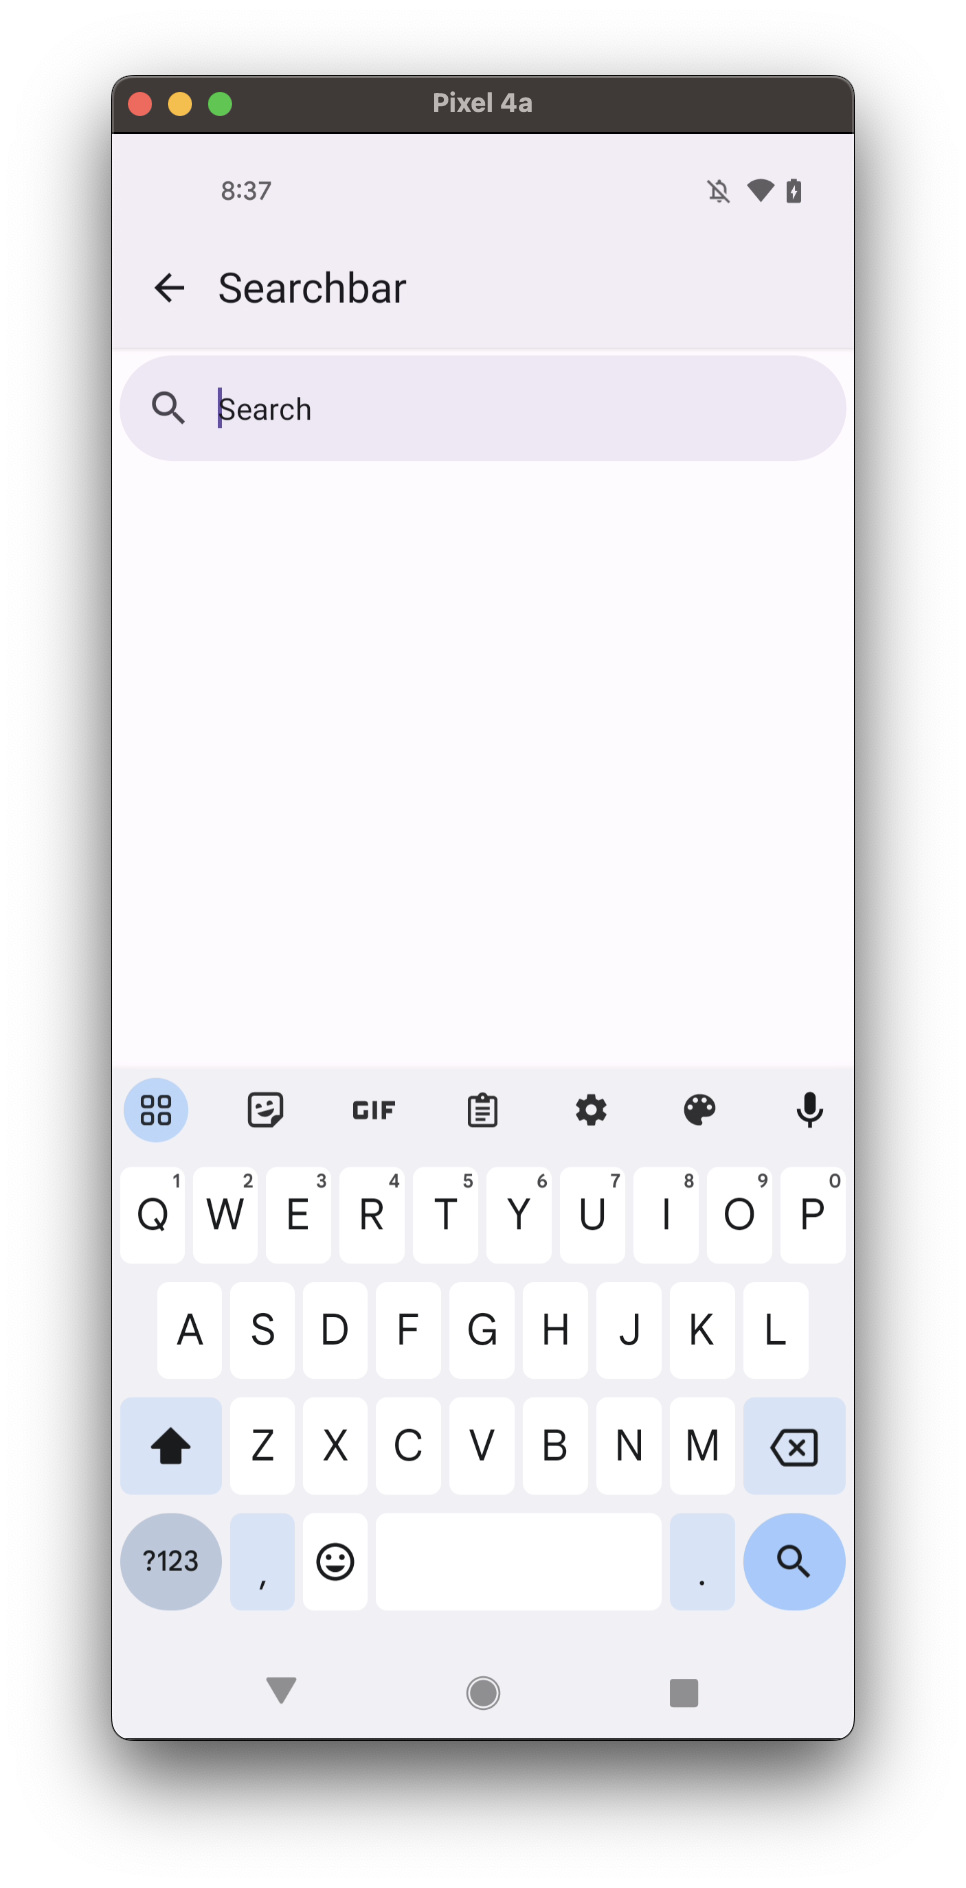 Pixel 4a
8:37
Searchbar
Search
GIF
1 2 3 4 5 6 7 8 9 0
Q W E R T Y U I O P
A S D F G H J K L
Z X C V B N M
?123 , .